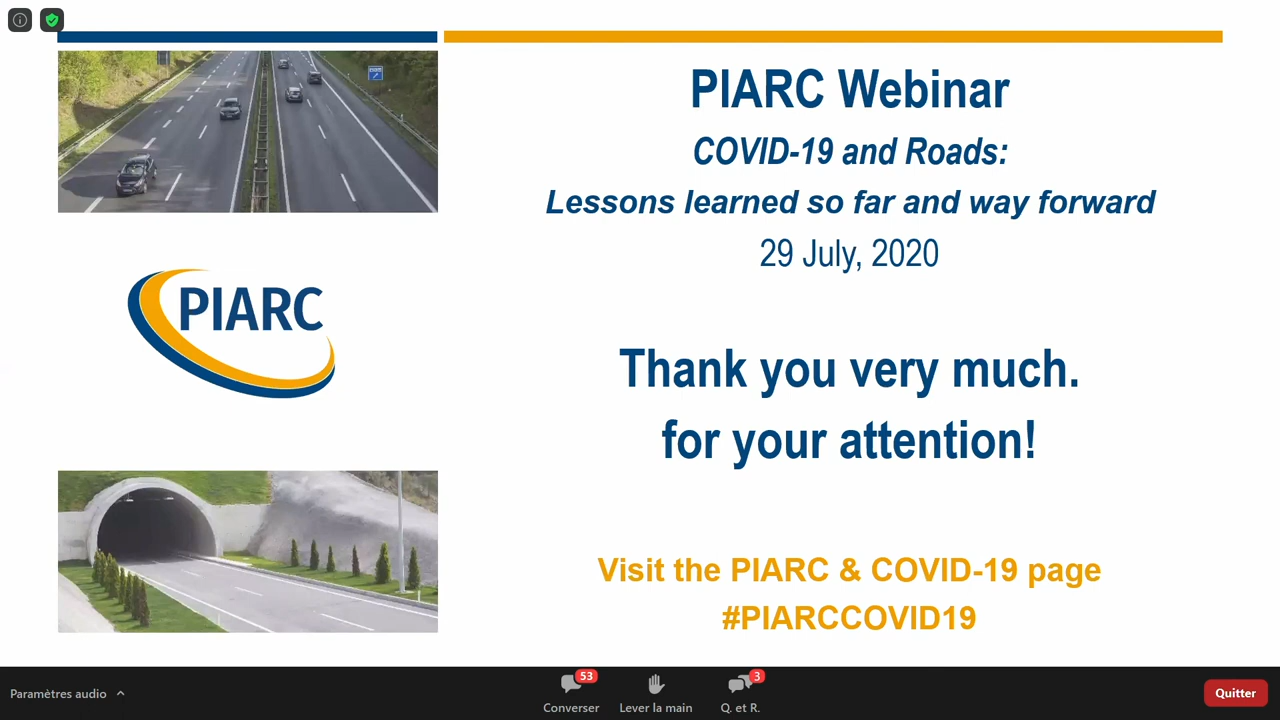 PIARC Webinar
COVID-19 and Roads:
Lessons learned so far and way forward
29 July, 2020
PIARC
Thank you very much.
for your attention!
Visit the PIARC & COVID-19 page
#PIARCCOVID19
Paramètres audio
53
3
Converser
Lever la main
Q. et R.
Quitter